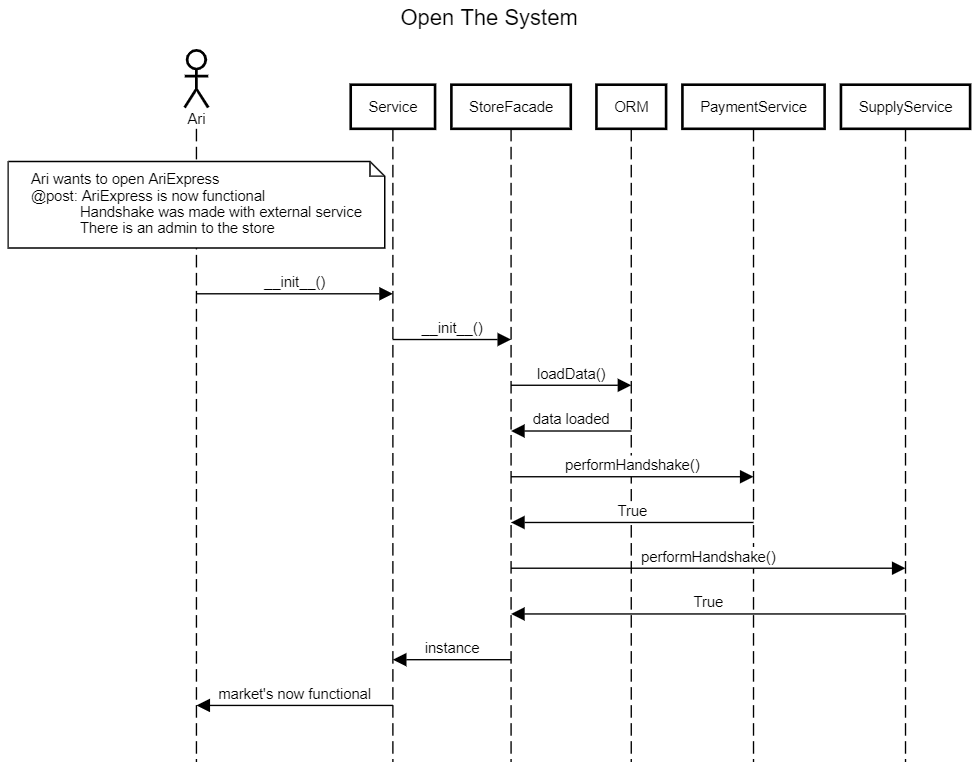 Open The System
Ari
Service
StoreFacade
ORM
PaymentService
SupplyService
Ari wants to open AriExpress
@post: AriExpress is now functional
Handshake was made with external service
There is an admin to the store
__init__()
__init__()
loadData()
data loaded
performHandshake()
True
performHandshake()
True
instance
market's now functional